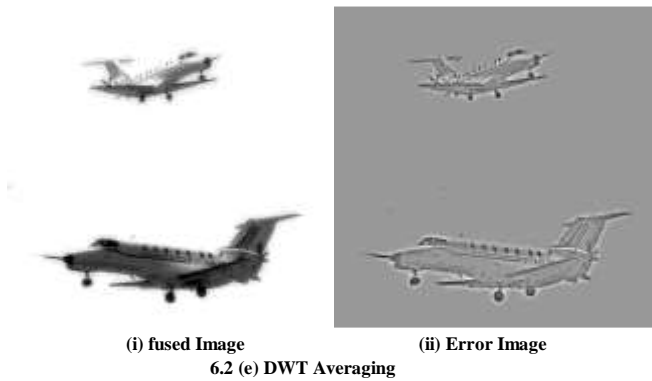 (i) fused Image
(ii) Error Image
6.2 (e) DWT Averaging